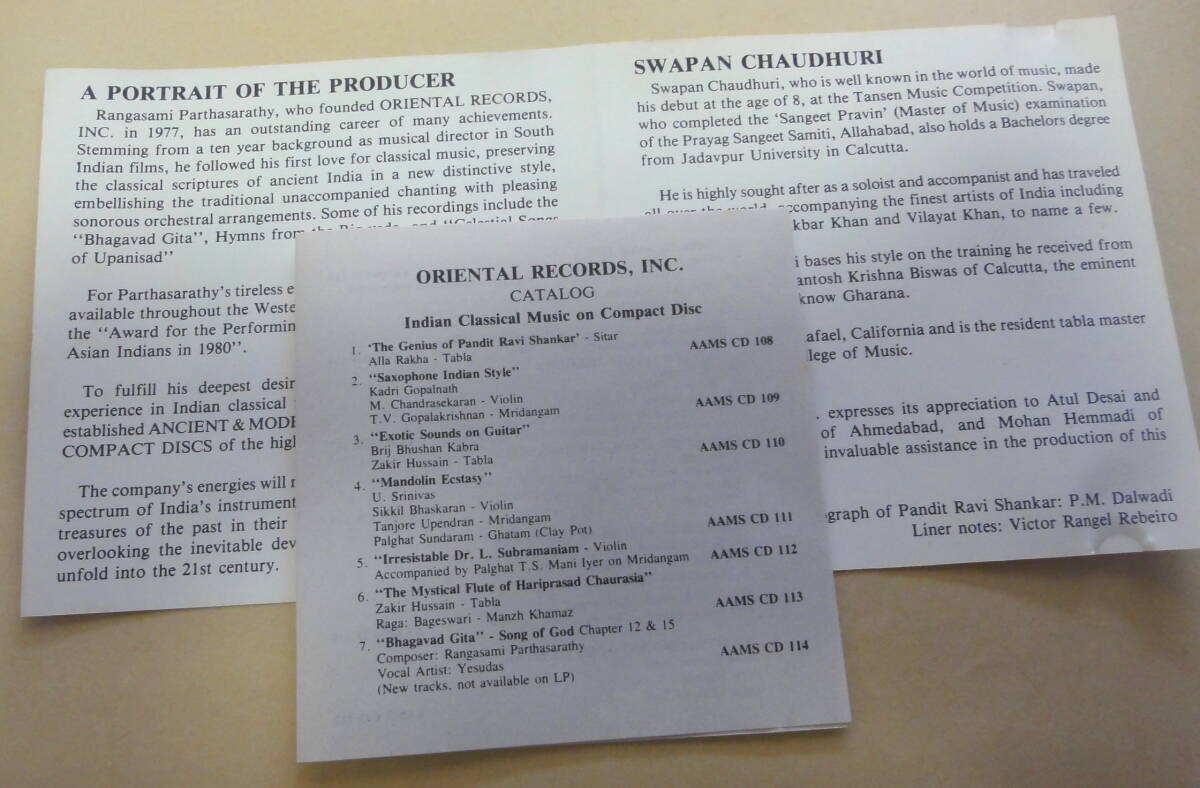 A PORTRAIT OF THE PRODUCER
Rangasami Parthasarathy, who founded ORIENTAL RECORDS,
INC. in 1977, has an outstanding career of many achievements.
Stemming from a ten year background as musical director in South
Indian films, he followed his first love for classical music, preserving
the classical scriptures of ancient India in a new distinctive style,
embellishing the traditional unaccompanied chanting with pleasing
sonorous orchestral arrangements. Some of his recordings include the
"Bhagavad Gita", Hymns from
of Upanisad"
For Parthasarathy's tireless e
available throughout the Weste
the "Award for the Performin
Asian Indians in 1980".
To fulfill his deepest desir
experience in Indian classical
established ANCIENT & MODE
COMPACT DISCS of the hig
The company's energies will r
spectrum of India's instrument
treasures of the past in their
overlooking the inevitable dev
unfold into the 21st century.
SWAPAN CHAUDHURI
Swapan Chaudhuri, who is well known in the world of music, made
his debut at the age of 8, at the Tansen Music Competition. Swapan,
who completed the 'Sangeet Pravin' (Master of Music) examination
of the Prayag Sangeet Samiti, Allahabad, also holds a Bachelors degree
from Jadavpur University in Calcutta.
He is highly sought after as a soloist and accompanist and has traveled
all over the world, accompanying the finest artists of India including
kbar Khan and Vilayat Khan, to name a few.
i bases his style on the training he received from
antosh Krishna Biswas of Calcutta, the eminent
know Gharana.
afael, California and is the resident tabla master
lege of Music.
. expresses its appreciation to Atul Desai and
of Ahmedabad, and Mohan Hemmadi of
invaluable assistance in the production of this
graph of Pandit Ravi Shankar: P.M. Dalwadi
Liner notes: Victor Rangel Rebeiro
ORIENTAL RECORDS, INC.
CATALOG
Indian Classical Music on Compact Disc
1. 'The Genius of Pandit Ravi Shankar' - Sitar
Alla Rakha - Tabla AAMS CD 108
2. "Saxophone Indian Style"
Kadri Gopalnath
M. Chandrasekaran - Violin
T.V. Gopalakrishnan - Mridangam AAMS CD 109
3. "Exotic Sounds on Guitar"
Brij Bhushan Kabra
Zakir Hussain - Tabla AAMS CD 110
4. "Mandolin Ecstasy"
U. Srinivas
Sikkil Bhaskaran - Violin
Tanjore Upendran - Mridangam
Palghat Sundaram - Ghatam (Clay Pot) AAMS CD 111
5. "Irresistable Dr. L. Subramaniam - Violin
Accompanied by Palghat T.S. Mani Iyer on Mridangam AAMS CD 112
6. "The Mystical Flute of Hariprasad Chaurasia"
Zakir Hussain - Tabla
Raga: Bageswari - Manzh Khamaz AAMS CD 113
7. "Bhagavad Gita" - Song of God Chapter 12 & 15
Composer: Rangasami Parthasarathy
Vocal Artist: Yesudas AAMS CD 114
(New tracks, not available on LP)